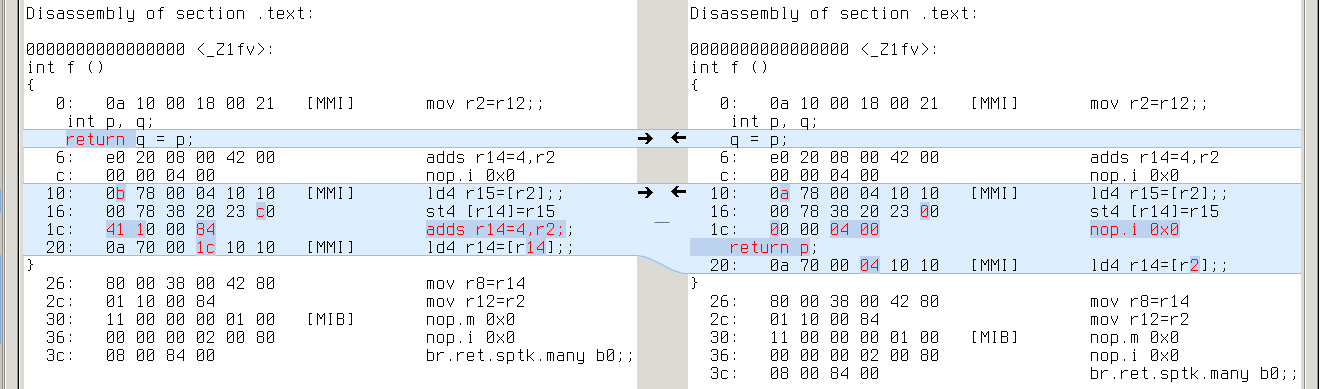 Disassembly of section .text:
0000000000000000 <_Z1fv>:
int f ()
{
0: 0a 10 00 18 00 21 [MMI] mov r2=r12;;
int p, q;
return q = p;
6: e0 20 08 00 42 00 adds r14=4,r2
c: 00 00 04 00 nop.i 0x0
10: 0b 78 00 04 10 10 [MMI] ld4 r15=[r2];;
16: 00 78 38 20 23 c0 st4 [r14]=r15
1c: 41 10 00 84 adds r14=4,r2;;
20: 0a 70 00 1c 10 10 [MMI] ld4 r14=[r14];;
}
26: 80 00 38 00 42 80 mov r8=r14
2c: 01 10 00 84 mov r12=r2
30: 11 00 00 00 01 00 [MIB] nop.m 0x0
36: 00 00 00 02 00 80 nop.i 0x0
3c: 08 00 84 00 br.ret.sptk.many b0;;
Disassembly of section .text:
0000000000000000 <_Z1fv>:
int f ()
{
0: 0a 10 00 18 00 21 [MMI] mov r2=r12;;
int p, q;
q = p;
6: e0 20 08 00 42 00 adds r14=4,r2
c: 00 00 04 00 nop.i 0x0
10: 0a 78 00 04 10 10 [MMI] ld4 r15=[r2];;
16: 00 78 38 20 23 00 st4 [r14]=r15
1c: 00 00 04 00 nop.i 0x0
return p;
20: 0a 70 00 04 10 10 [MMI] ld4 r14=[r2];;
}
26: 80 00 38 00 42 80 mov r8=r14
2c: 01 10 00 84 mov r12=r2
30: 11 00 00 00 01 00 [MIB] nop.m 0x0
36: 00 00 00 02 00 80 nop.i 0x0
3c: 08 00 84 00 br.ret.sptk.many b0;;